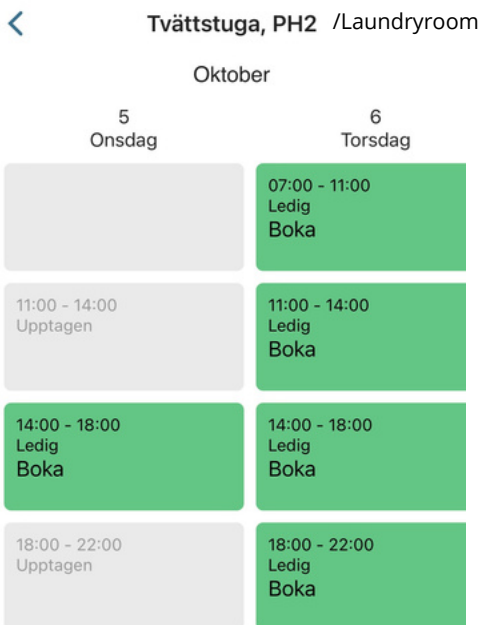 Tvättstuga, PH2 /Laundryroom
Oktober
5
Onsdag
6
Torsdag
07:00 - 11:00
Ledig
Boka
11:00 - 14:00
Upptagen
11:00 - 14:00
Ledig
Boka
14:00 - 18:00
Ledig
Boka
14:00 - 18:00
Ledig
Boka
18:00 - 22:00
Upptagen
18:00 - 22:00
Ledig
Boka